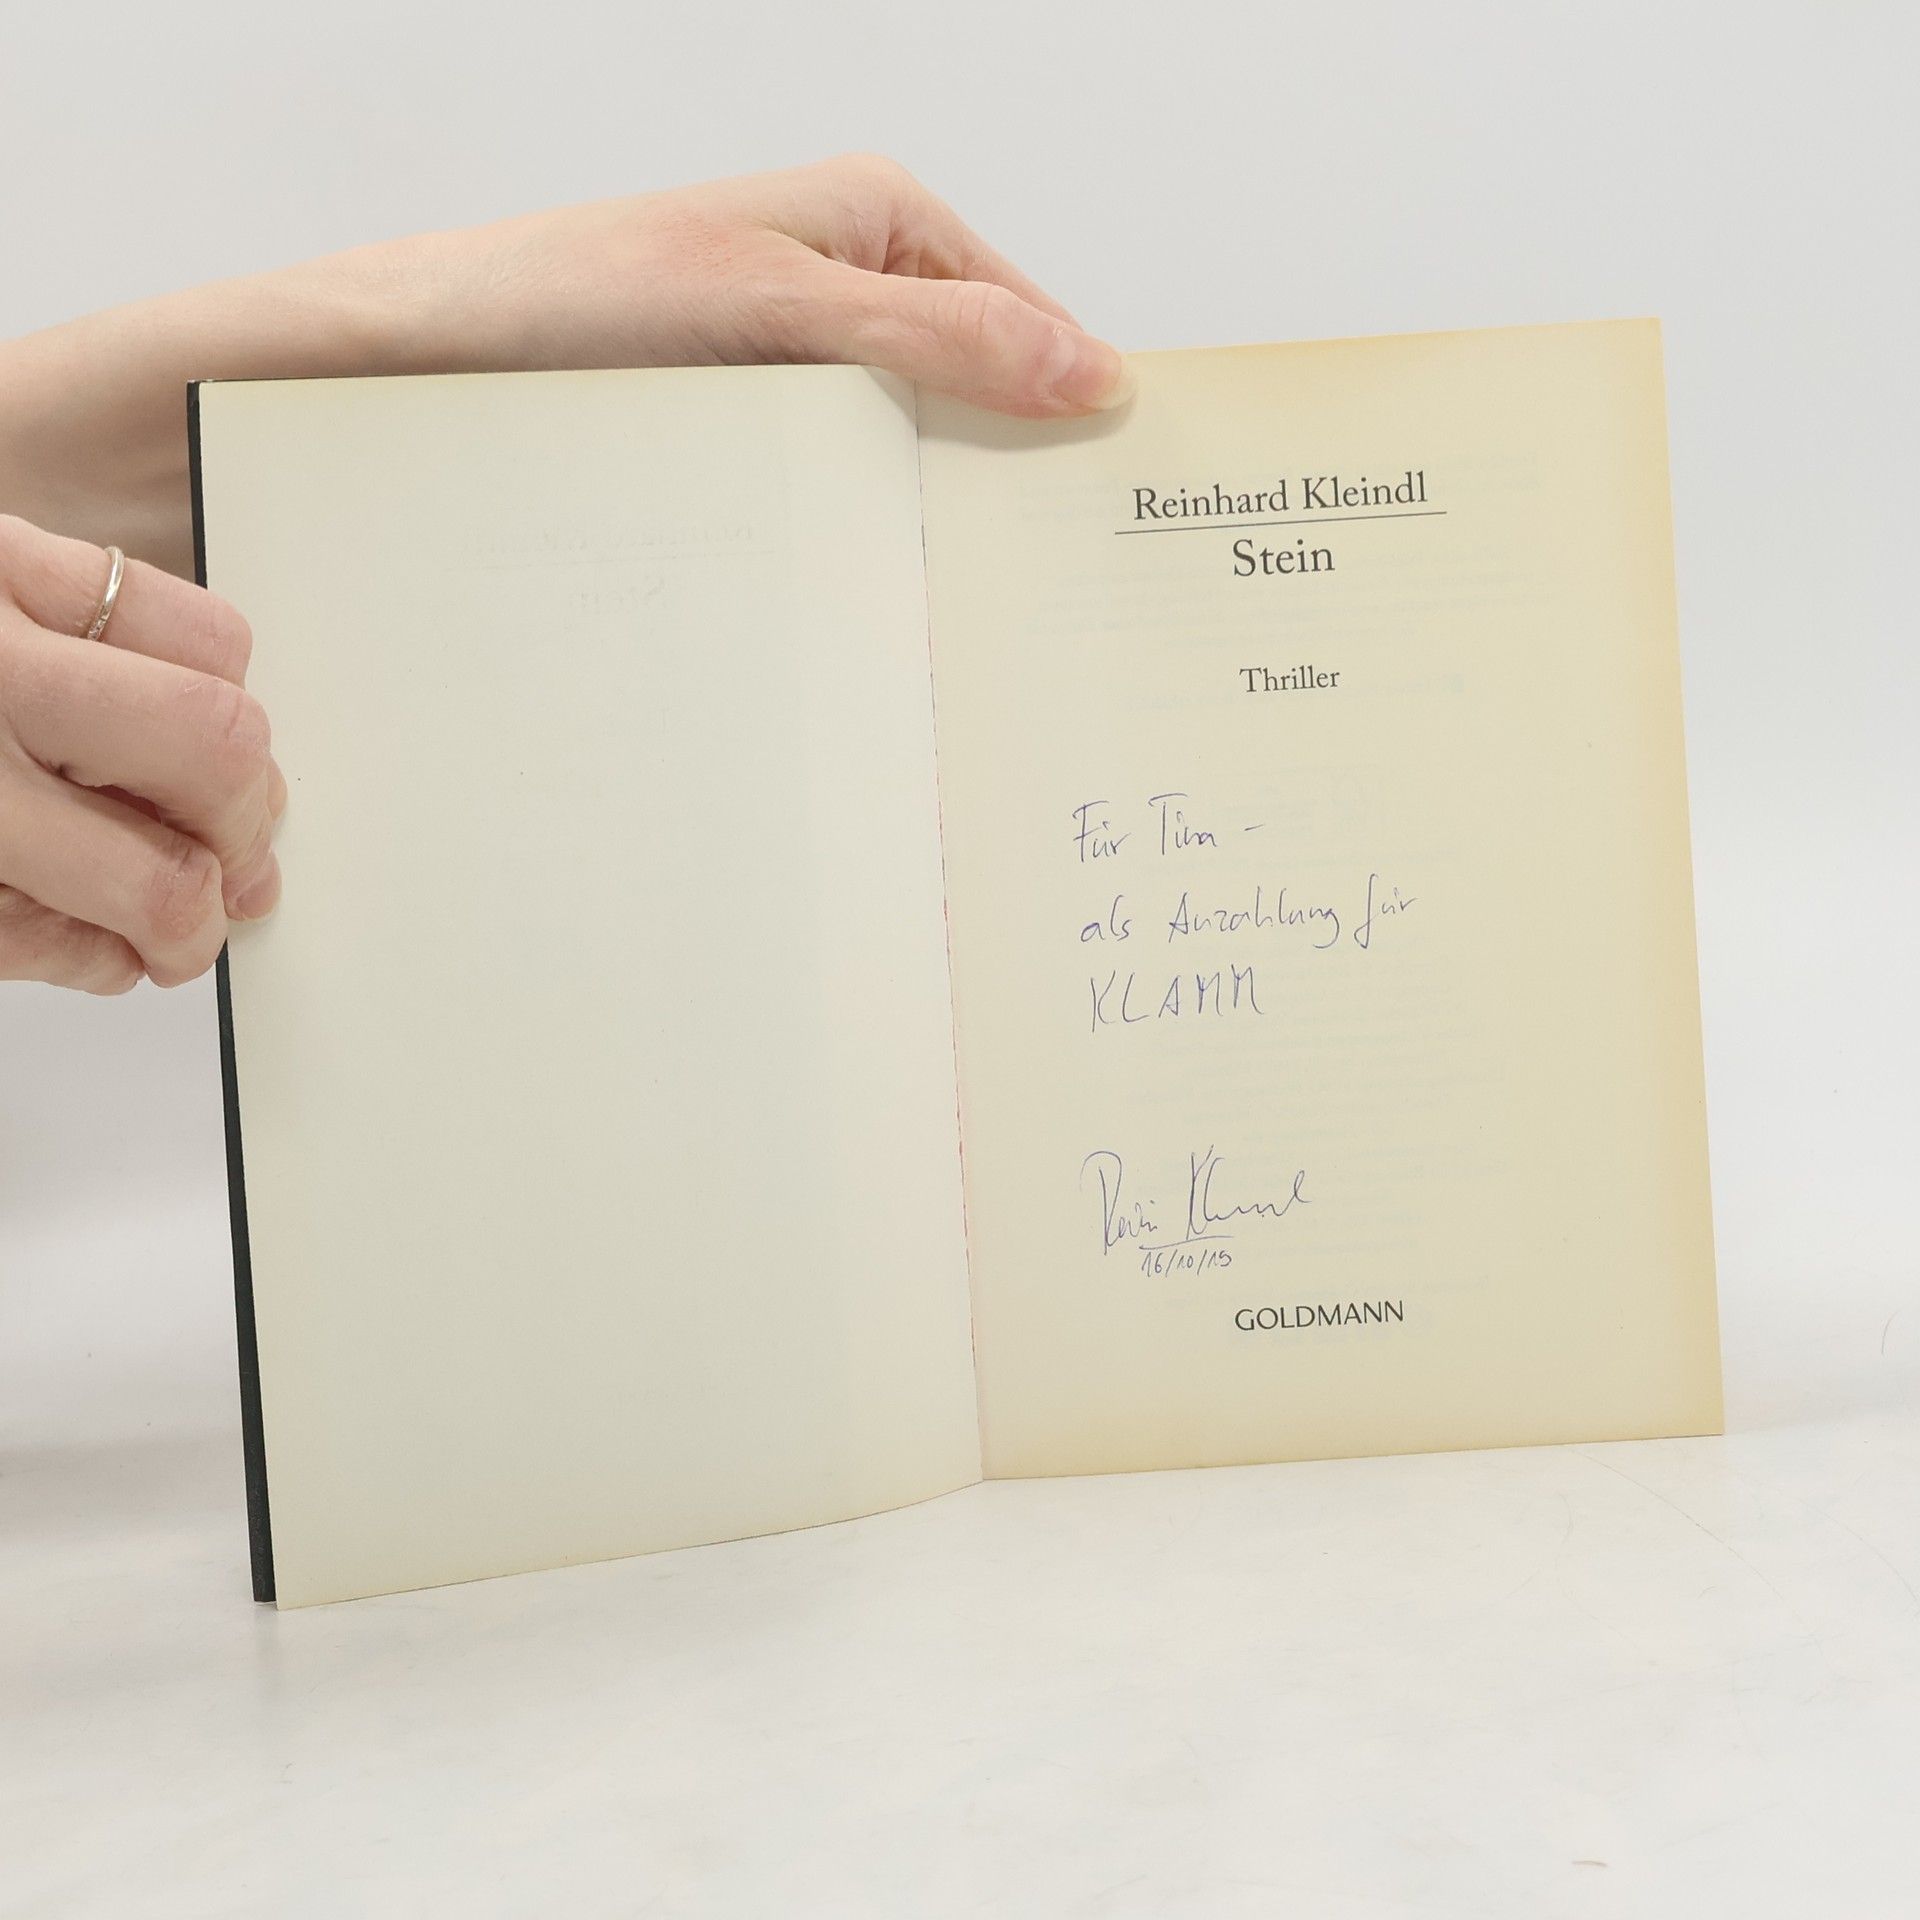 Reinhard Kleindl
Stein
Thriller
Für Tina –
als Anzahlung für
KLAMM
16/10/15
GOLDMANN